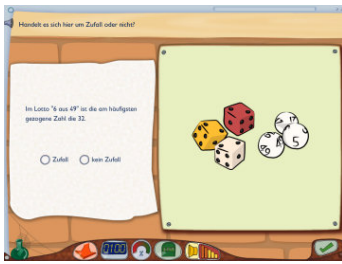 Handelt es sich hier um Zufall oder nicht?
Im Lotto "6 aus 49" ist die am häufigsten
gezogene Zahl die 32.
Zufall kein Zufall
5